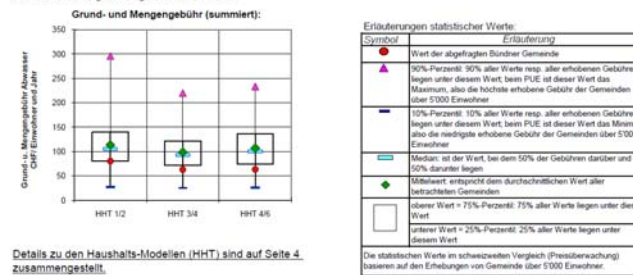 Grund- und Mengengebühr (summiert):
350
300
250
200
150
100
50
0
Grund-u. Mengengebühr Abwasser
CHF/ Einwohner und Jahr
HHT 1/2
HHT 3/4
HHT 4/6
Details zu den Haushalts-Modellen (HHT) sind auf Seite 4
zusammengestellt.
Erläuterungen statistischer Werte:
Symbol
Erläuterung
Wert der abgefragten Bündner Gemeinde
90%-Perzentil: 90% aller Werte resp. aller erhobenen Gebühre
liegen unter diesem Wert; beim PUE ist dieser Wert das
Maximum, also die höchste erhobene Gebühr der Gemeinden
über 5'000 Einwohner
10%-Perzentil: 10% aller Werte resp. aller erhobenen Gebühre
liegen unter diesem Wert; beim PUE ist dieser Wert das Minim
also die niedrigste erhobene Gebühr der Gemeinden über 5'00
Einwohner
Median: ist der Wert, bei dem 50% der Gebühren darüber und
50% darunter liegen
Mittelwert: entspricht dem durchschnittlichen Wert aller
betrachteten Gemeinden
oberer Wert = 75%-Perzentil: 75% aller Werte liegen unter dies
Wert
unterer Wert = 25%-Perzentil: 25% aller Werte liegen unter
diesem Wert
Die statistischen Werte im schweizweiten Vergleich (Preisüberwachung)
basieren auf den Erhebungen von Gemeinde über 5'000 Einwohner.